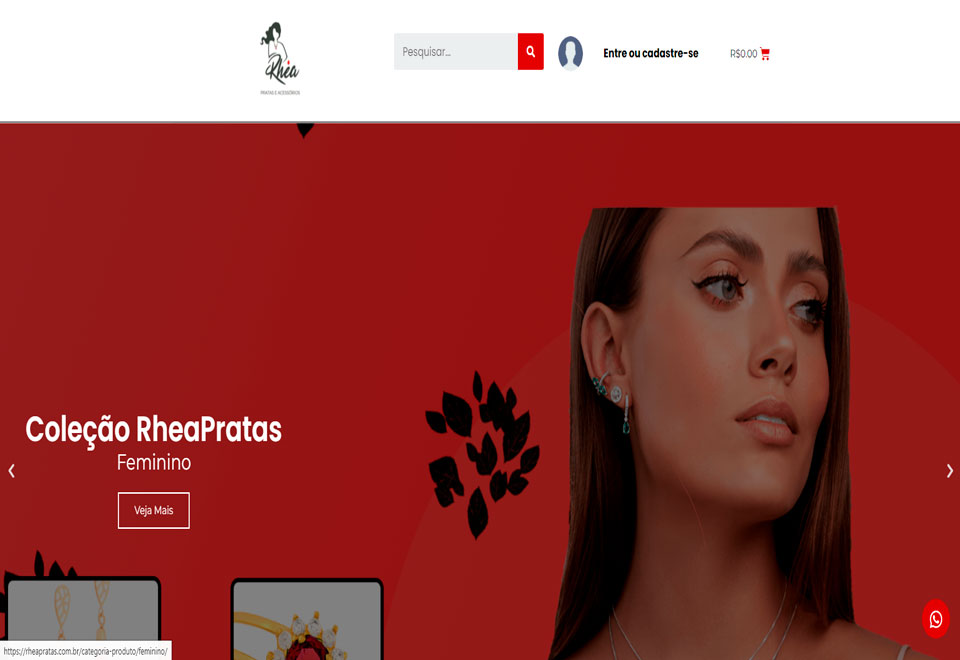 Rhéa
PRATAS E ACESSÓRIOS
Pesquisar...
Entre ou cadastre-se
R$0.00
Coleção RheaPratas
Feminino
Veja Mais
https://rheapratas.com.br/categoria-produto/feminino/